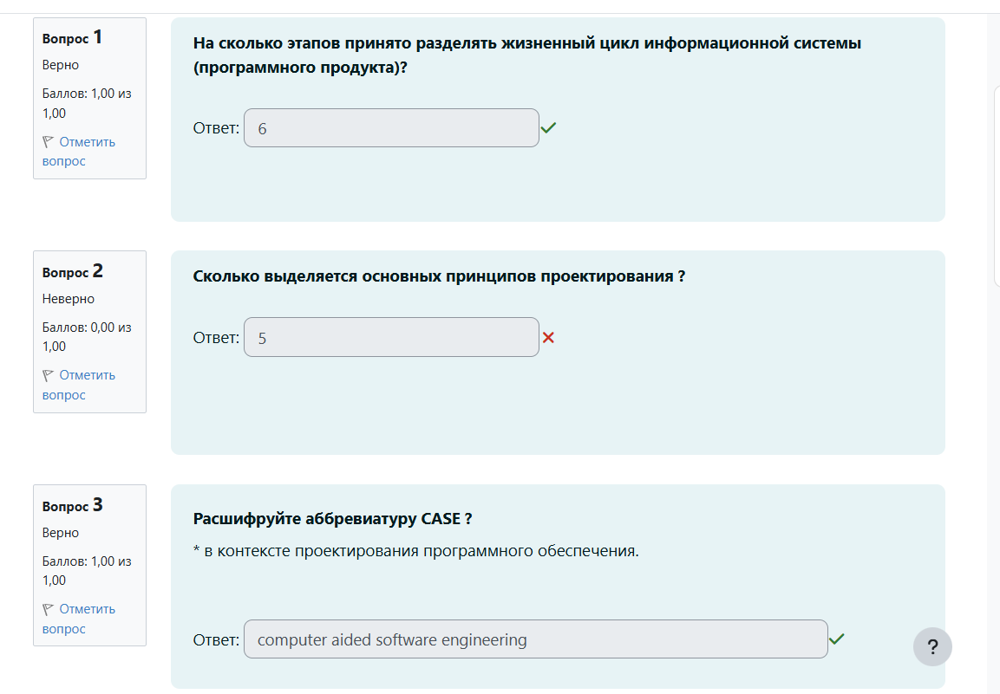 Вопрос 1
Верно
Баллов: 1,00 из
1,00
Отметить
вопрос
На сколько этапов принято разделять жизненный цикл информационной системы
(программного продукта)?
Ответ: 6
Вопрос 2
Неверно
Баллов: 0,00 из
1,00
Отметить
вопрос
Сколько выделяется основных принципов проектирования ?
Ответ: 5
Вопрос 3
Верно
Баллов: 1,00 из
1,00
Отметить
вопрос
Расшифруйте аббревиатуру CASE ?
* в контексте проектирования программного обеспечения.
Ответ: computer aided software engineering
?